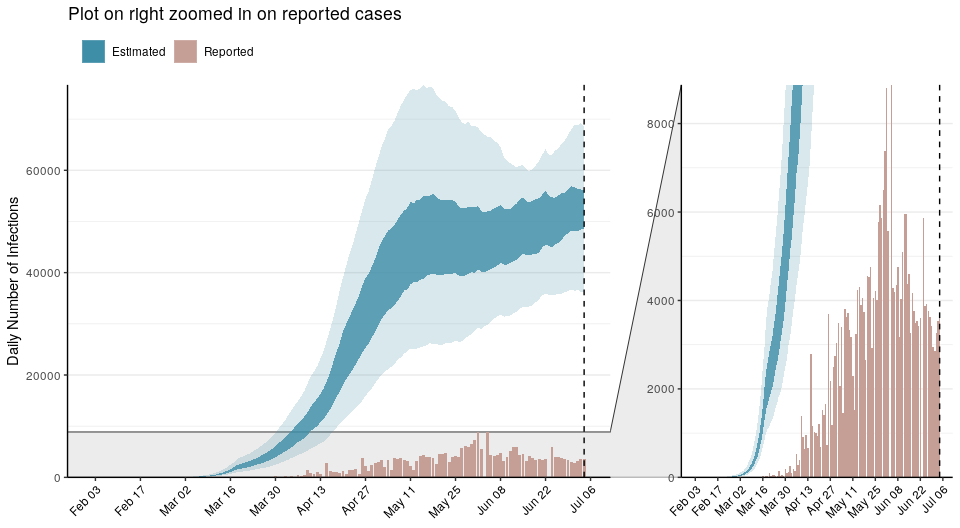 Plot on right zoomed in on reported cases
Estimated Reported
Daily Number of Infections
60000
40000
20000
0
Feb 03 Feb 17 Mar 02 Mar 16 Mar 30 Apr 13 Apr 27 May 11 May 25 Jun 08 Jun 22 Jul 06
8000
6000
4000
2000
0
Feb 03 Feb 17 Mar 02 Mar 16 Mar 30 Apr 13 Apr 27 May 11 May 25 Jun 08 Jun 22 Jul 06